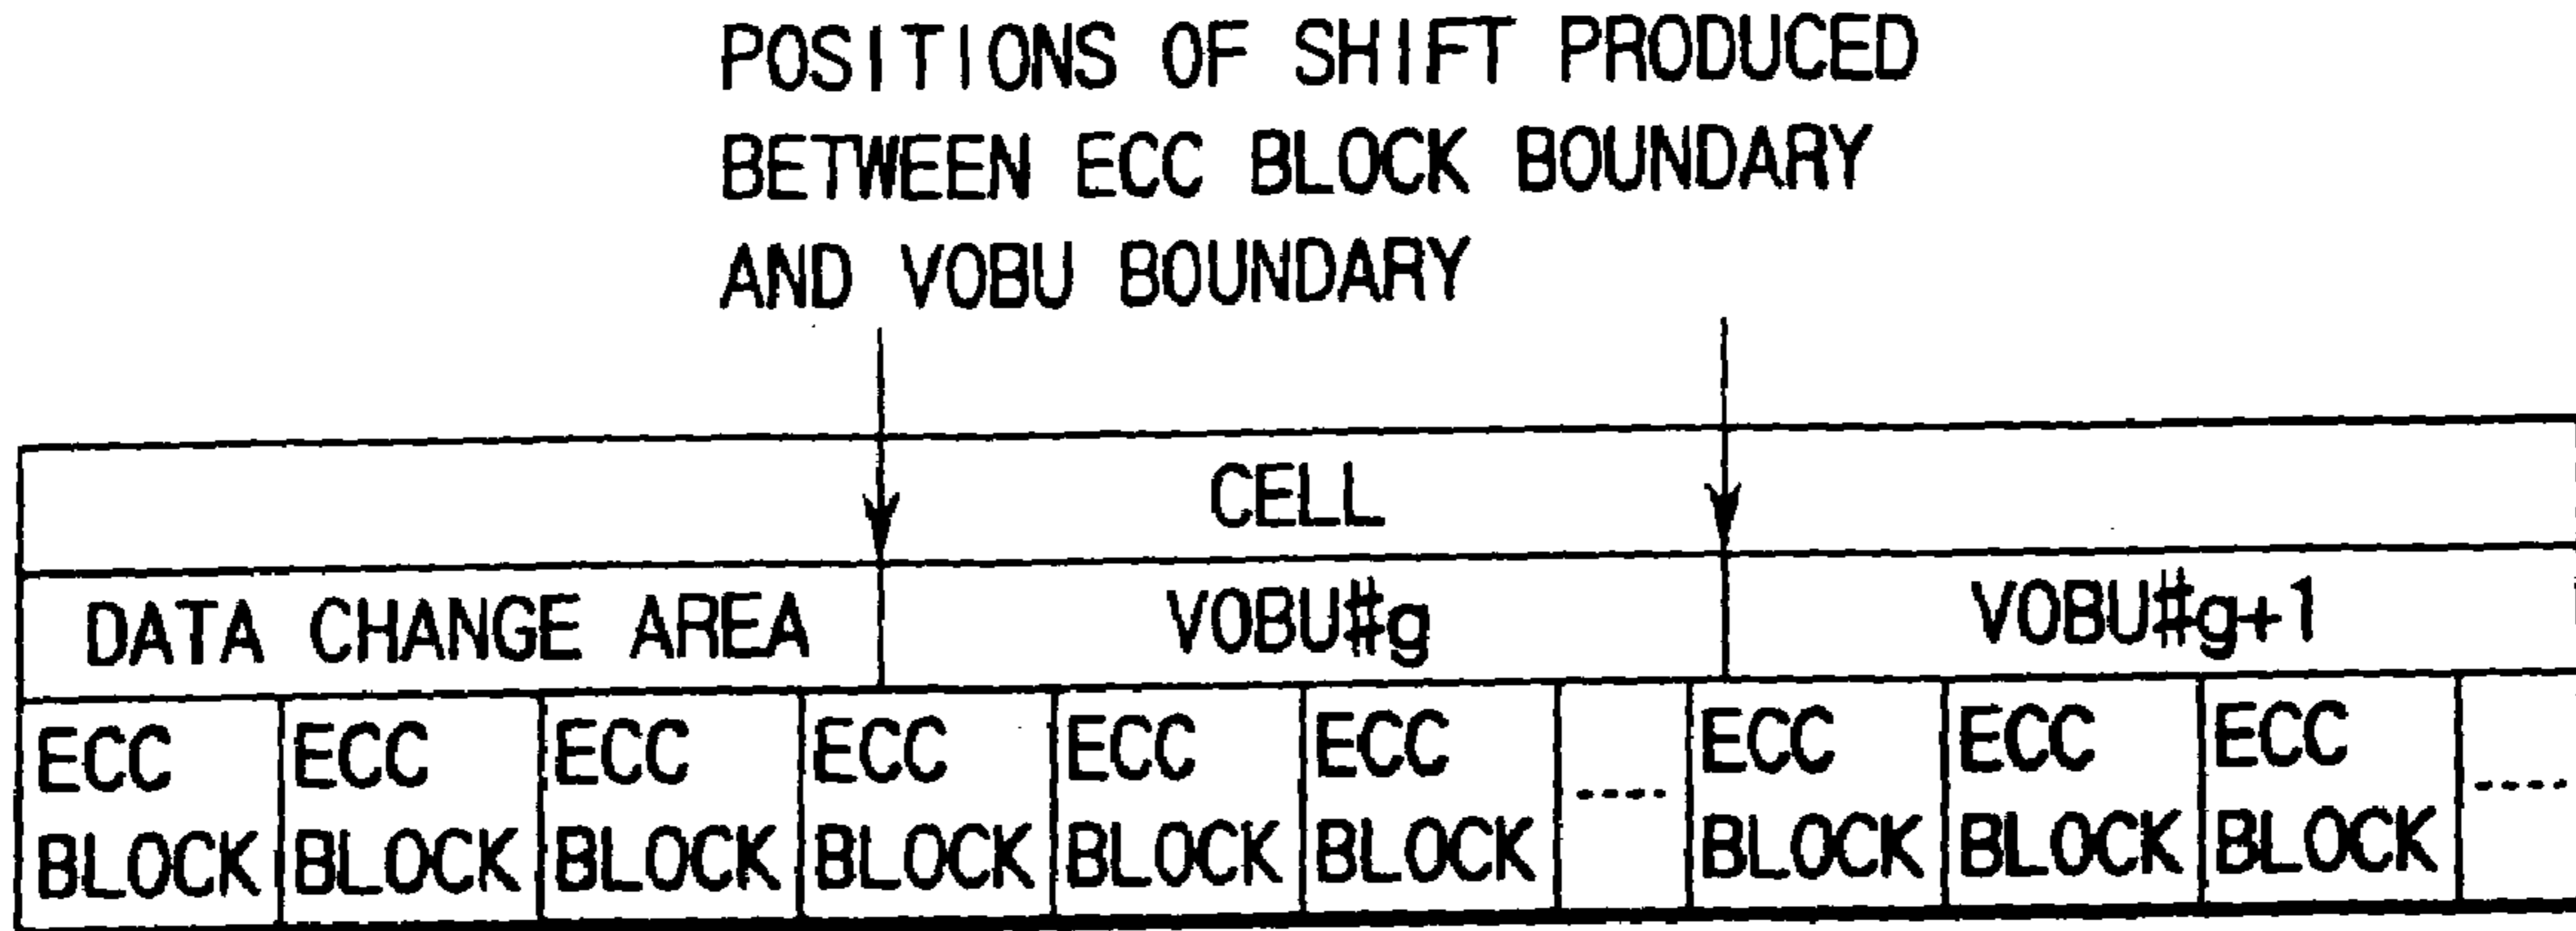 POSITIONS OF SHIFT PRODUCED
BETWEEN ECC BLOCK BOUNDARY
AND VOBU BOUNDARY
CELL
DATA CHANGE AREA VOBU#g VOBU#g+1
ECC ECC ECC ECC ECC ECC ECC ECC ECC
BLOCK BLOCK BLOCK BLOCK BLOCK BLOCK ---- BLOCK BLOCK BLOCK ----